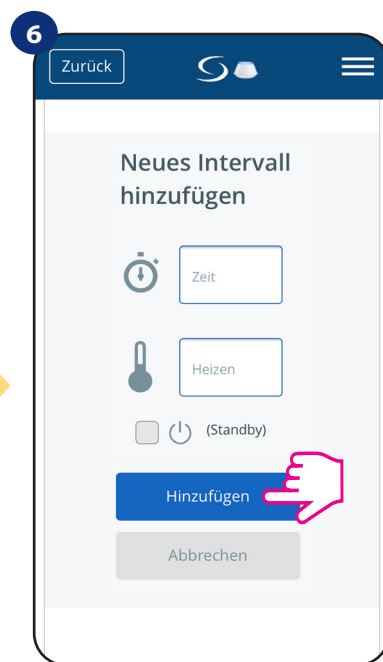 6
Zurück
Neues Intervall
hinzufügen
Zeit
Heizen
(Standby)
Hinzufügen
Abbrechen